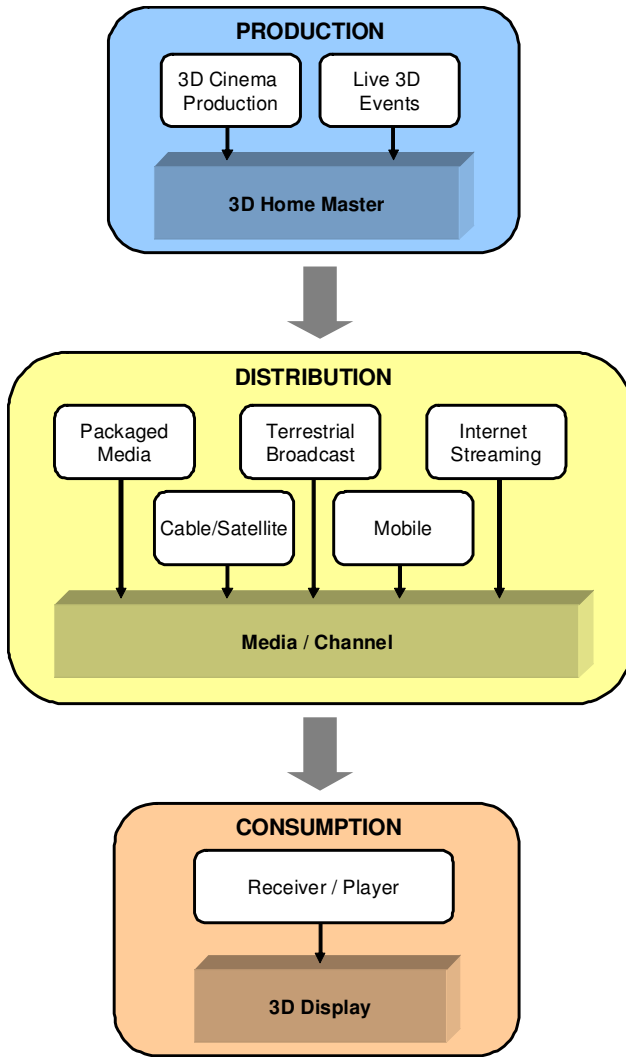 PRODUCTION
3D Cinema
Production
Live 3D
Events
3D Home Master
DISTRIBUTION
Packaged
Media
Terrestrial
Broadcast
Internet
Streaming
Cable/Satellite
Mobile
Media / Channel
CONSUMPTION
Receiver / Player
3D Display